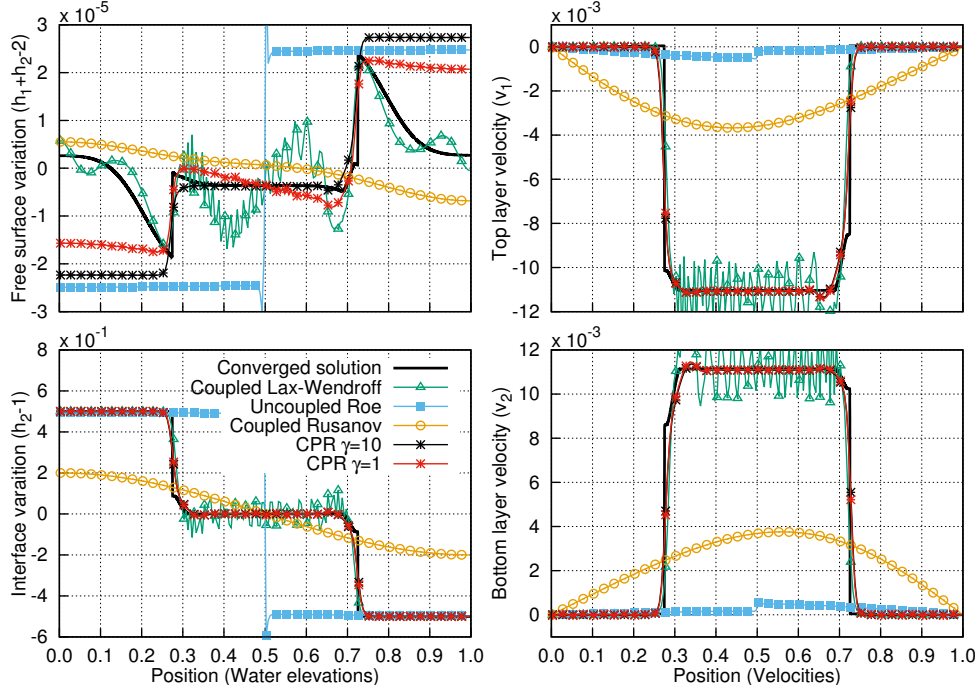 x 10⁻⁵
3
2
1
0
-1
-2
-3
Free surface variation (h₁+h₂-2)
x 10⁻³
0
-2
-4
-6
-8
-10
-12
Top layer velocity (v₁)
x 10⁻¹
8
6
4
2
0
-2
-4
-6
Interface varaition (h₂-1)
Converged solution
Coupled Lax-Wendroff
Uncoupled Roe
Coupled Rusanov
CPR γ=10
CPR γ=1
0.0 0.1 0.2 0.3 0.4 0.5 0.6 0.7 0.8 0.9 1.0
Position (Water elevations)
x 10⁻³
12
8
4
0
Bottom layer velocity (v₂)
0.0 0.1 0.2 0.3 0.4 0.5 0.6 0.7 0.8 0.9 1.0
Position (Velocities)